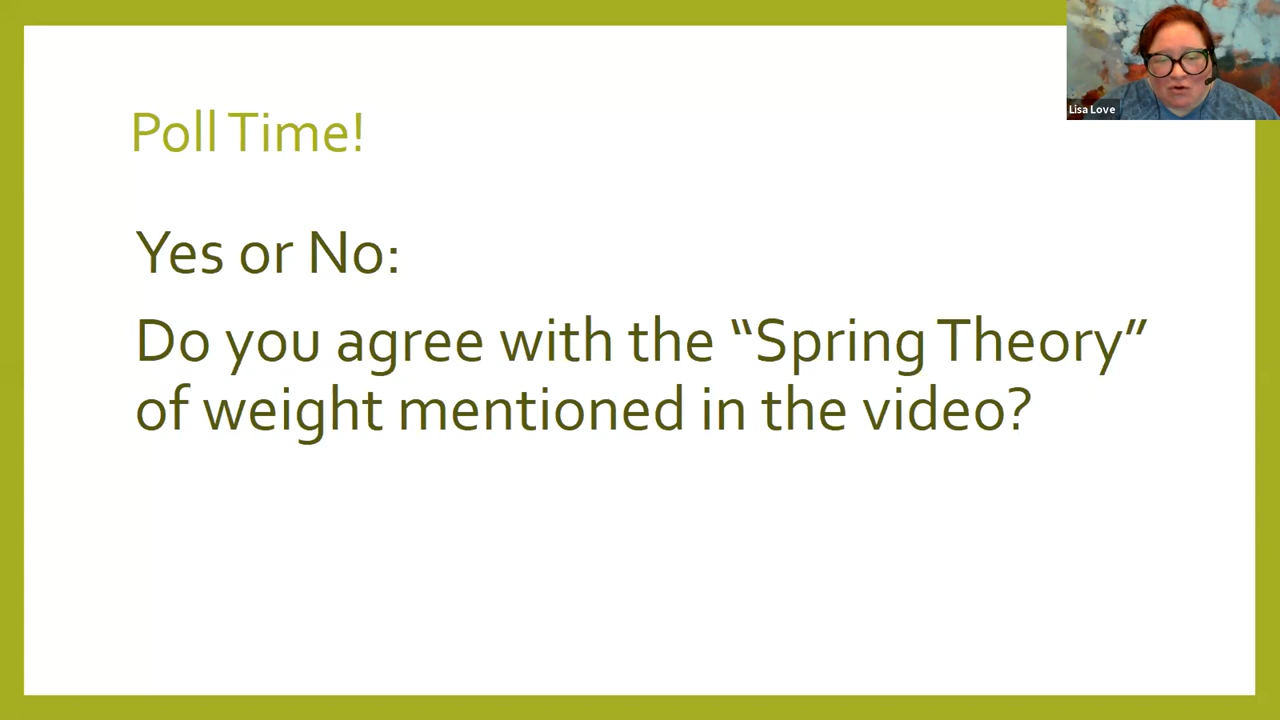 Poll Time!
Lisa Love
Yes or No:
Do you agree with the “Spring Theory”
of weight mentioned in the video?